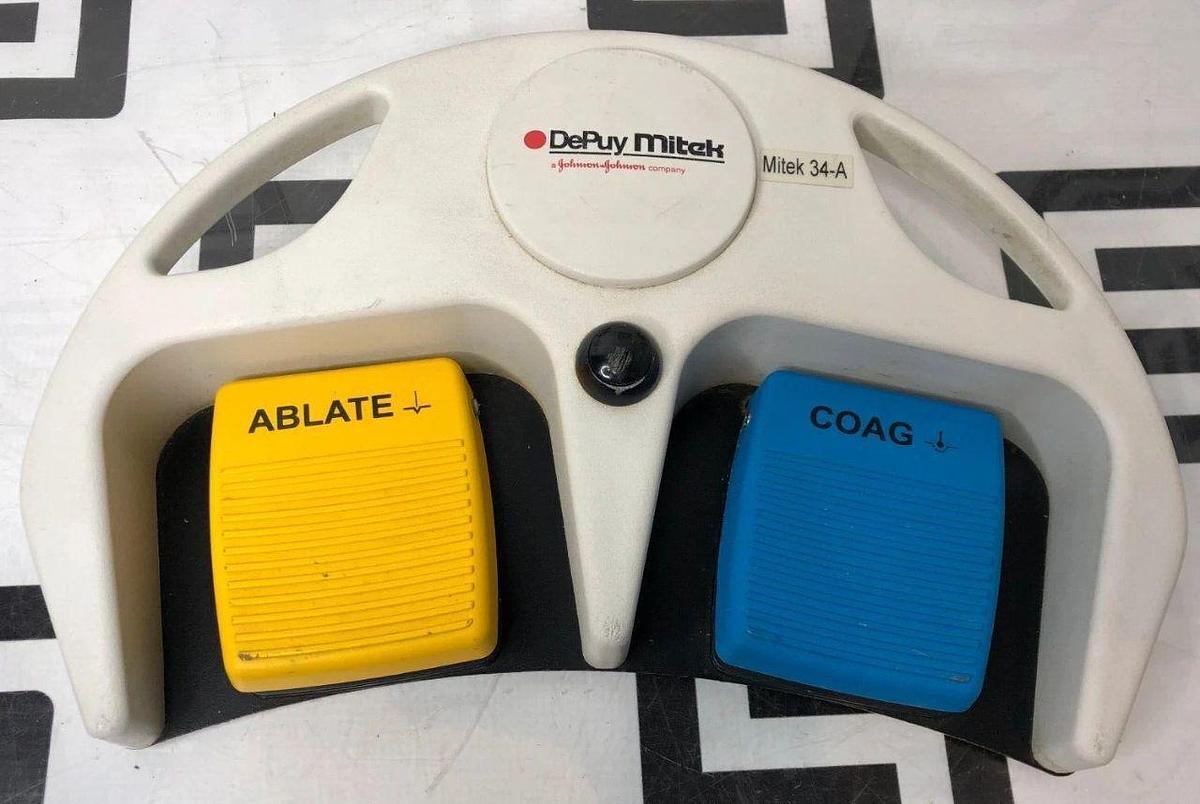 DePuy Mitek
a Johnson & Johnson company
Mitek 34-A
ABLATE
COAG